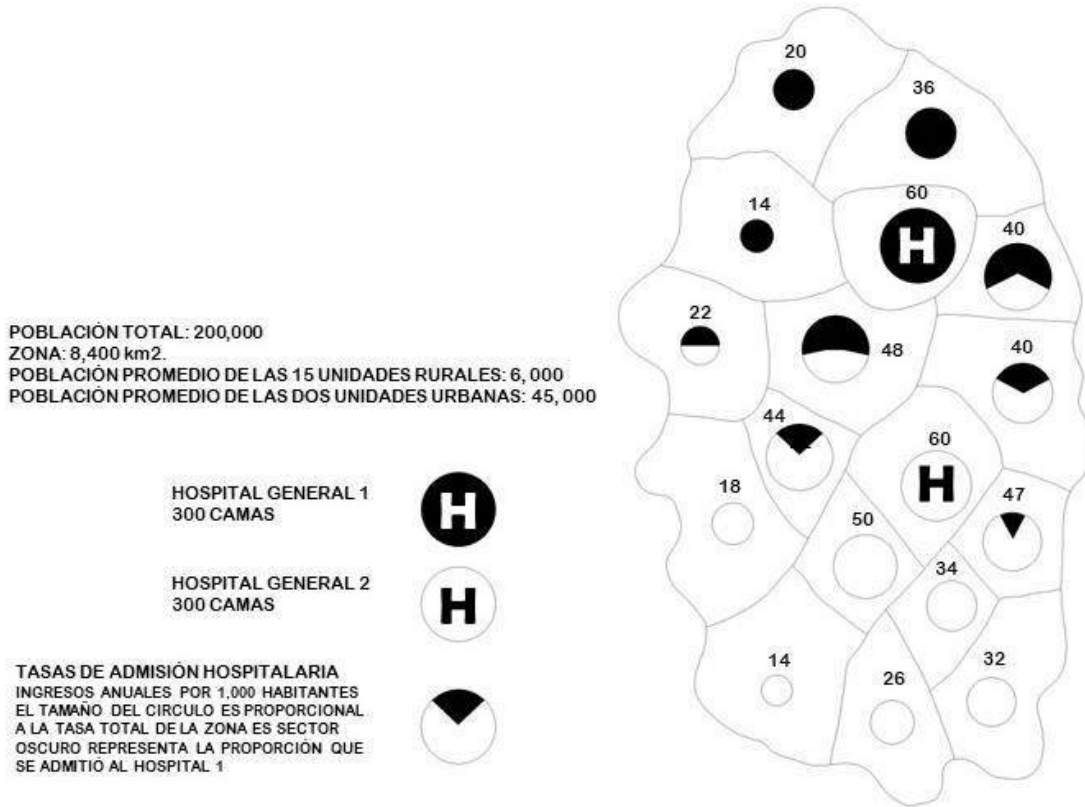 20
36
60
14
40
22
48
40
44
60
18
47
50
34
14
26
32
POBLACIÓN TOTAL: 200,000
ZONA: 8,400 km2.
POBLACIÓN PROMEDIO DE LAS 15 UNIDADES RURALES: 6, 000
POBLACIÓN PROMEDIO DE LAS DOS UNIDADES URBANAS: 45, 000
HOSPITAL GENERAL 1
300 CAMAS
HOSPITAL GENERAL 2
300 CAMAS
TASAS DE ADMISIÓN HOSPITALARIA
INGRESOS ANUALES POR 1,000 HABITANTES
EL TAMAÑO DEL CIRCULO ES PROPORCIONAL
A LA TASA TOTAL DE LA ZONA ES SECTOR
OSCURO REPRESENTA LA PROPORCIÓN QUE
SE ADMITIÓ AL HOSPITAL 1
H
H
H
H